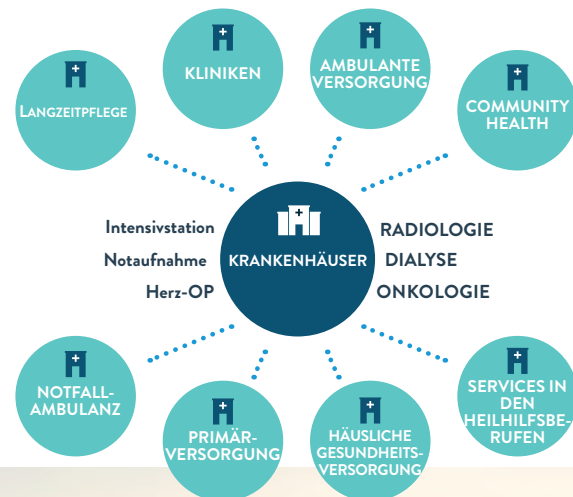 LANGZEITPFLEGE
KLINIKEN
AMBULANTE
VERSORGUNG
COMMUNITY
HEALTH
Intensivstation
Notaufnahme
Herz-OP
KRANKENHÄUSER
RADIOLOGIE
DIALYSE
ONKOLOGIE
NOTFALL-
AMBULANZ
PRIMÄR-
VERSORGUNG
HÄUSLICHE
GESUNDHEITS-
VERSORGUNG
SERVICES IN
DEN
HEILHILFSBE-
RUFEN